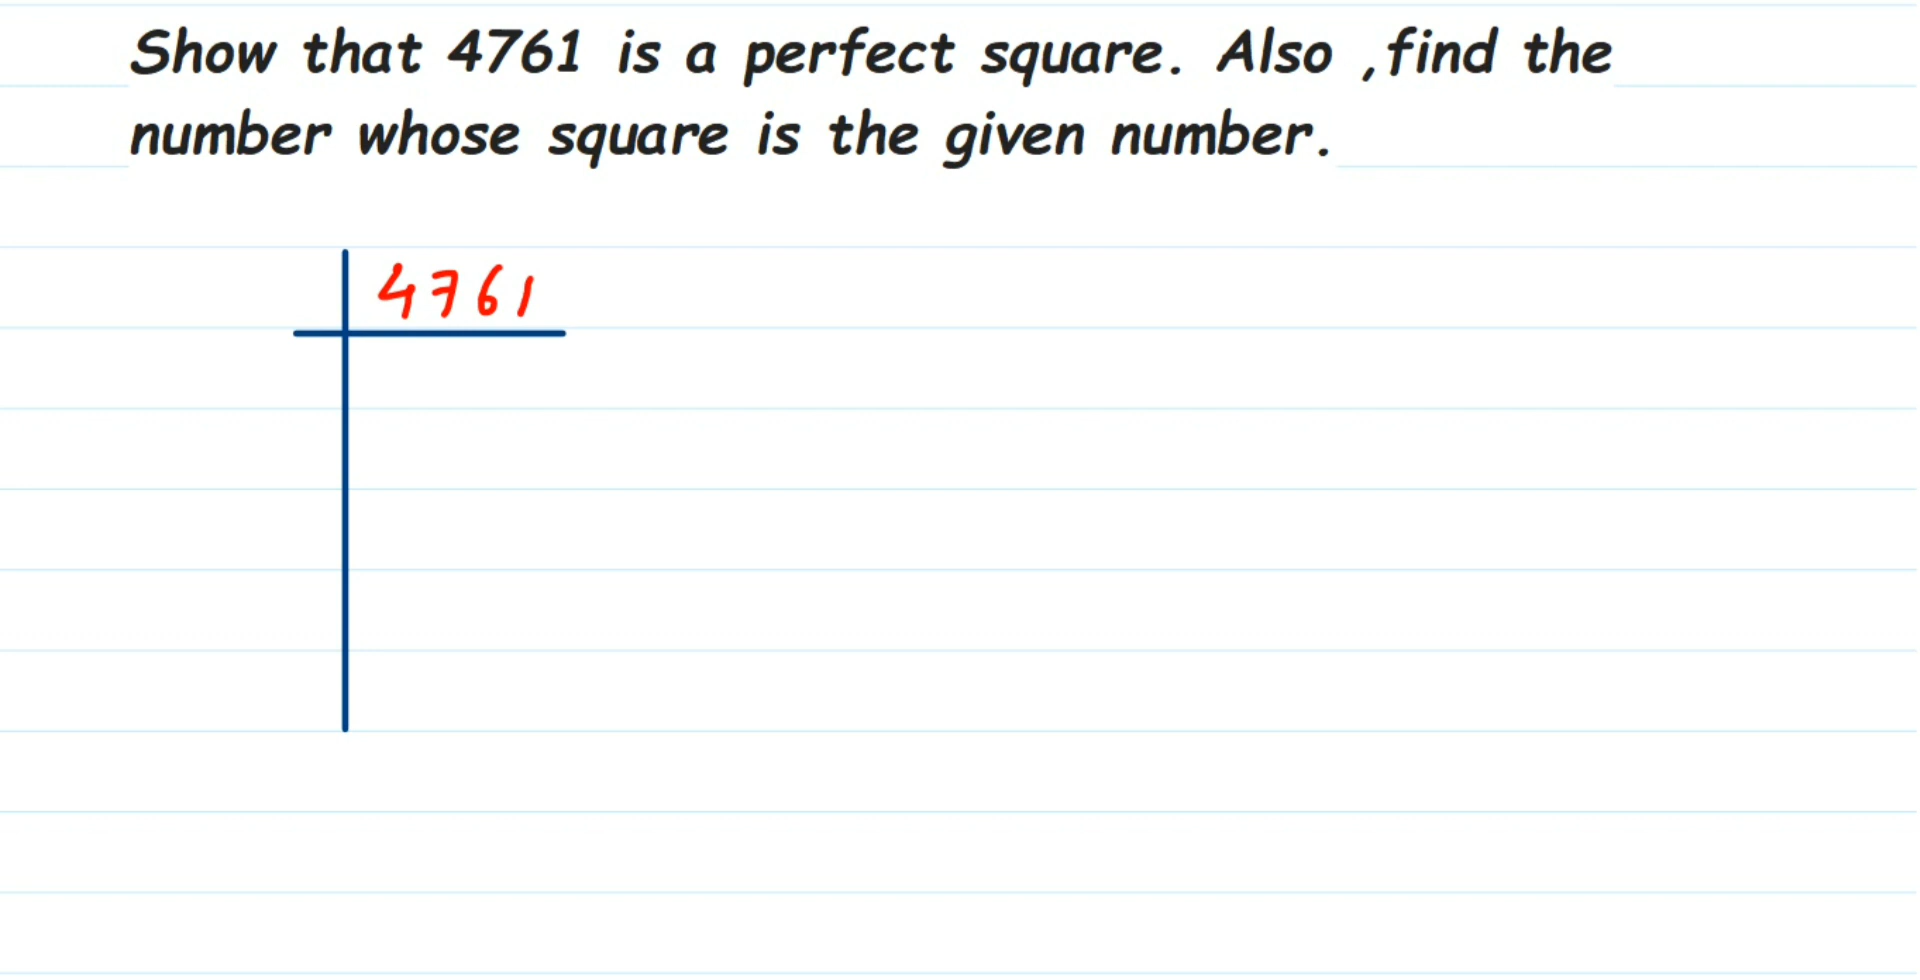 Show that 4761 is a perfect square. Also ,find the
number whose square is the given number.
4761